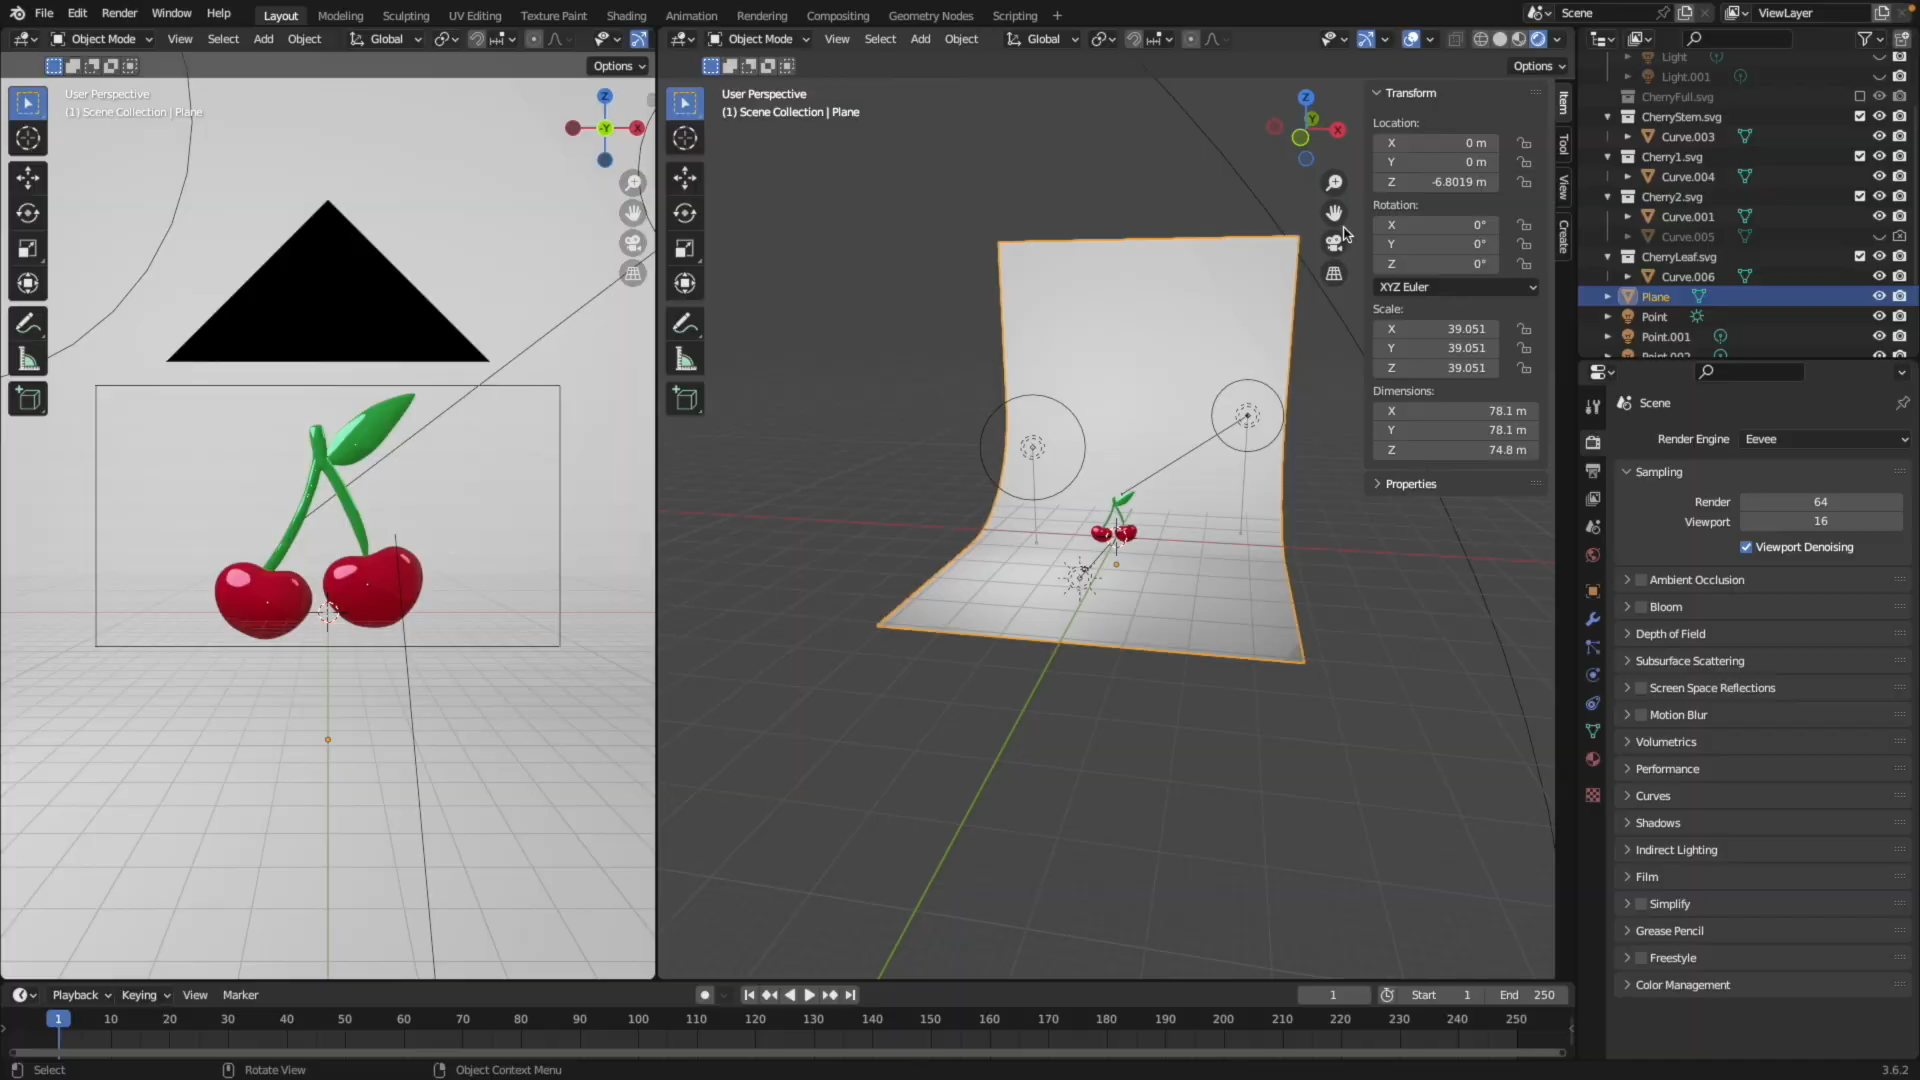 File Edit Render Window Help Layout Modeling Sculpting UV Editing Texture Paint Shading Animation Rendering Compositing Geometry Nodes Scripting + Scene ViewLayer
Object Mode View Select Add Object Global Object Mode View Select Add Object Global
Options Options
User Perspective
(1) Scene Collection | Plane
Z
-Y
X
User Perspective
(1) Scene Collection | Plane
Z
Y
X
Transform
Location:
X 0 m
Y 0 m
Z -6.8019 m
Rotation:
X 0°
Y 0°
Z 0°
XYZ Euler
Scale:
X 39.051
Y 39.051
Z 39.051
Dimensions:
X 78.1 m
Y 78.1 m
Z 74.8 m
Properties
Item
Tool
View
Create
Light
Light.001
CherryFull.svg
CherryStem.svg
Curve.003
Cherry1.svg
Curve.004
Cherry2.svg
Curve.001
Curve.005
CherryLeaf.svg
Curve.006
Plane
Point
Point.001
Point.002
Scene
Render Engine Eevee
Sampling
Render 64
Viewport 16
Viewport Denoising
Ambient Occlusion
Bloom
Depth of Field
Subsurface Scattering
Screen Space Reflections
Motion Blur
Volumetrics
Performance
Curves
Shadows
Indirect Lighting
Film
Simplify
Grease Pencil
Freestyle
Color Management
Playback Keying View Marker 1 Start 1 End 250
1 10 20 30 40 50 60 70 80 90 100 110 120 130 140 150 160 170 180 190 200 210 220 230 240 250
Select Rotate View Object Context Menu 3.6.2